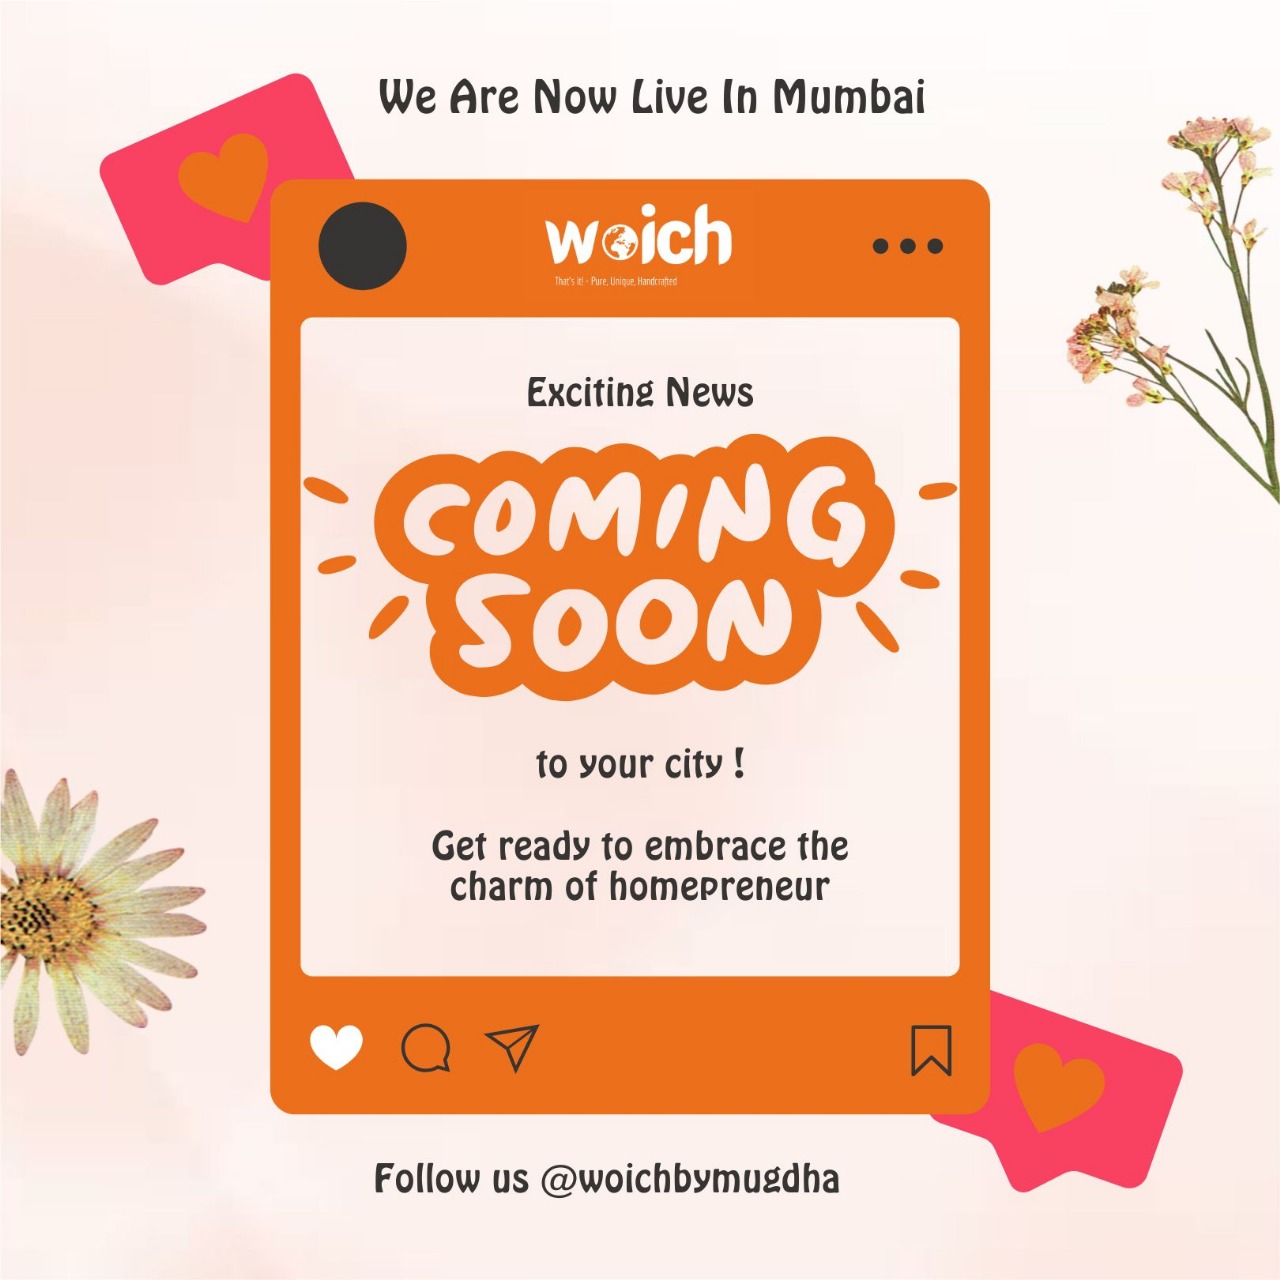 We Are Now Live In Mumbai
woich
That's it! - Pure, Unique, Handcrafted
Exciting News
COMING
SOON
to your city !
Get ready to embrace the
charm of homepreneur
Follow us @woichbymugdha